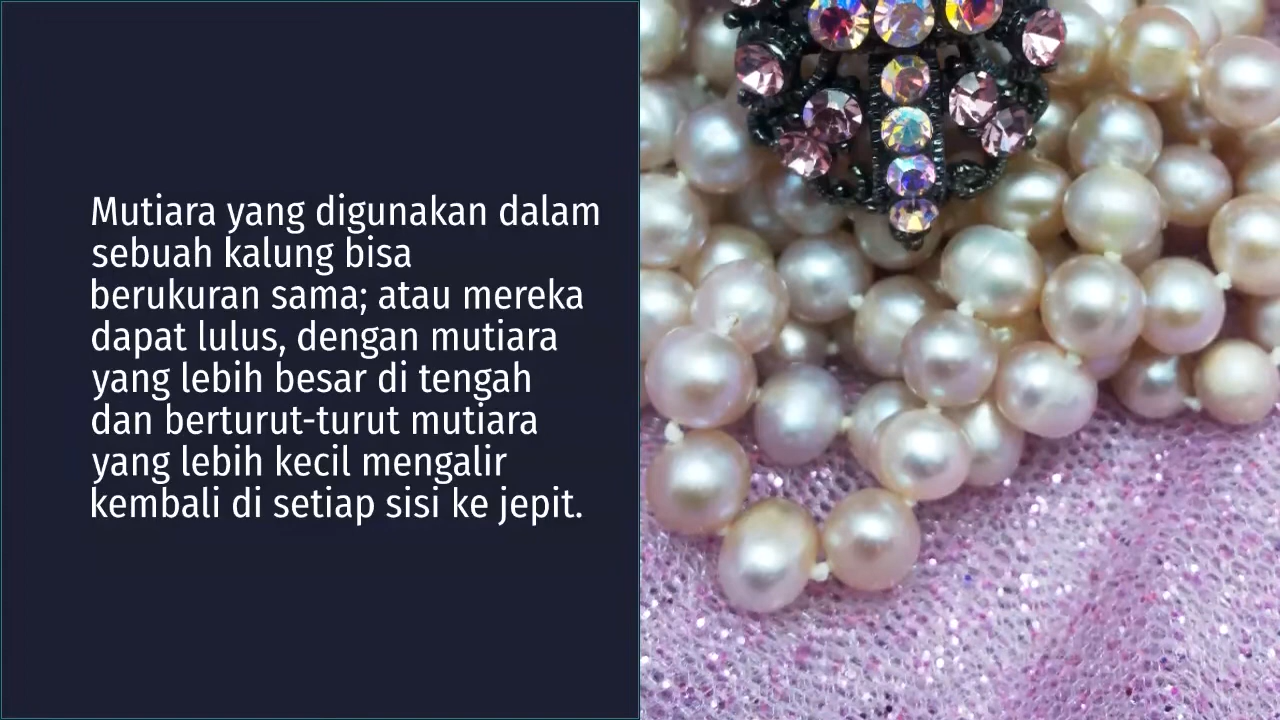 Mutiara yang digunakan dalam
sebuah kalung bisa
berukuran sama; atau mereka
dapat lulus, dengan mutiara
yang lebih besar di tengah
dan berturut-turut mutiara
yang lebih kecil mengalir
kembali di setiap sisi ke jepit.